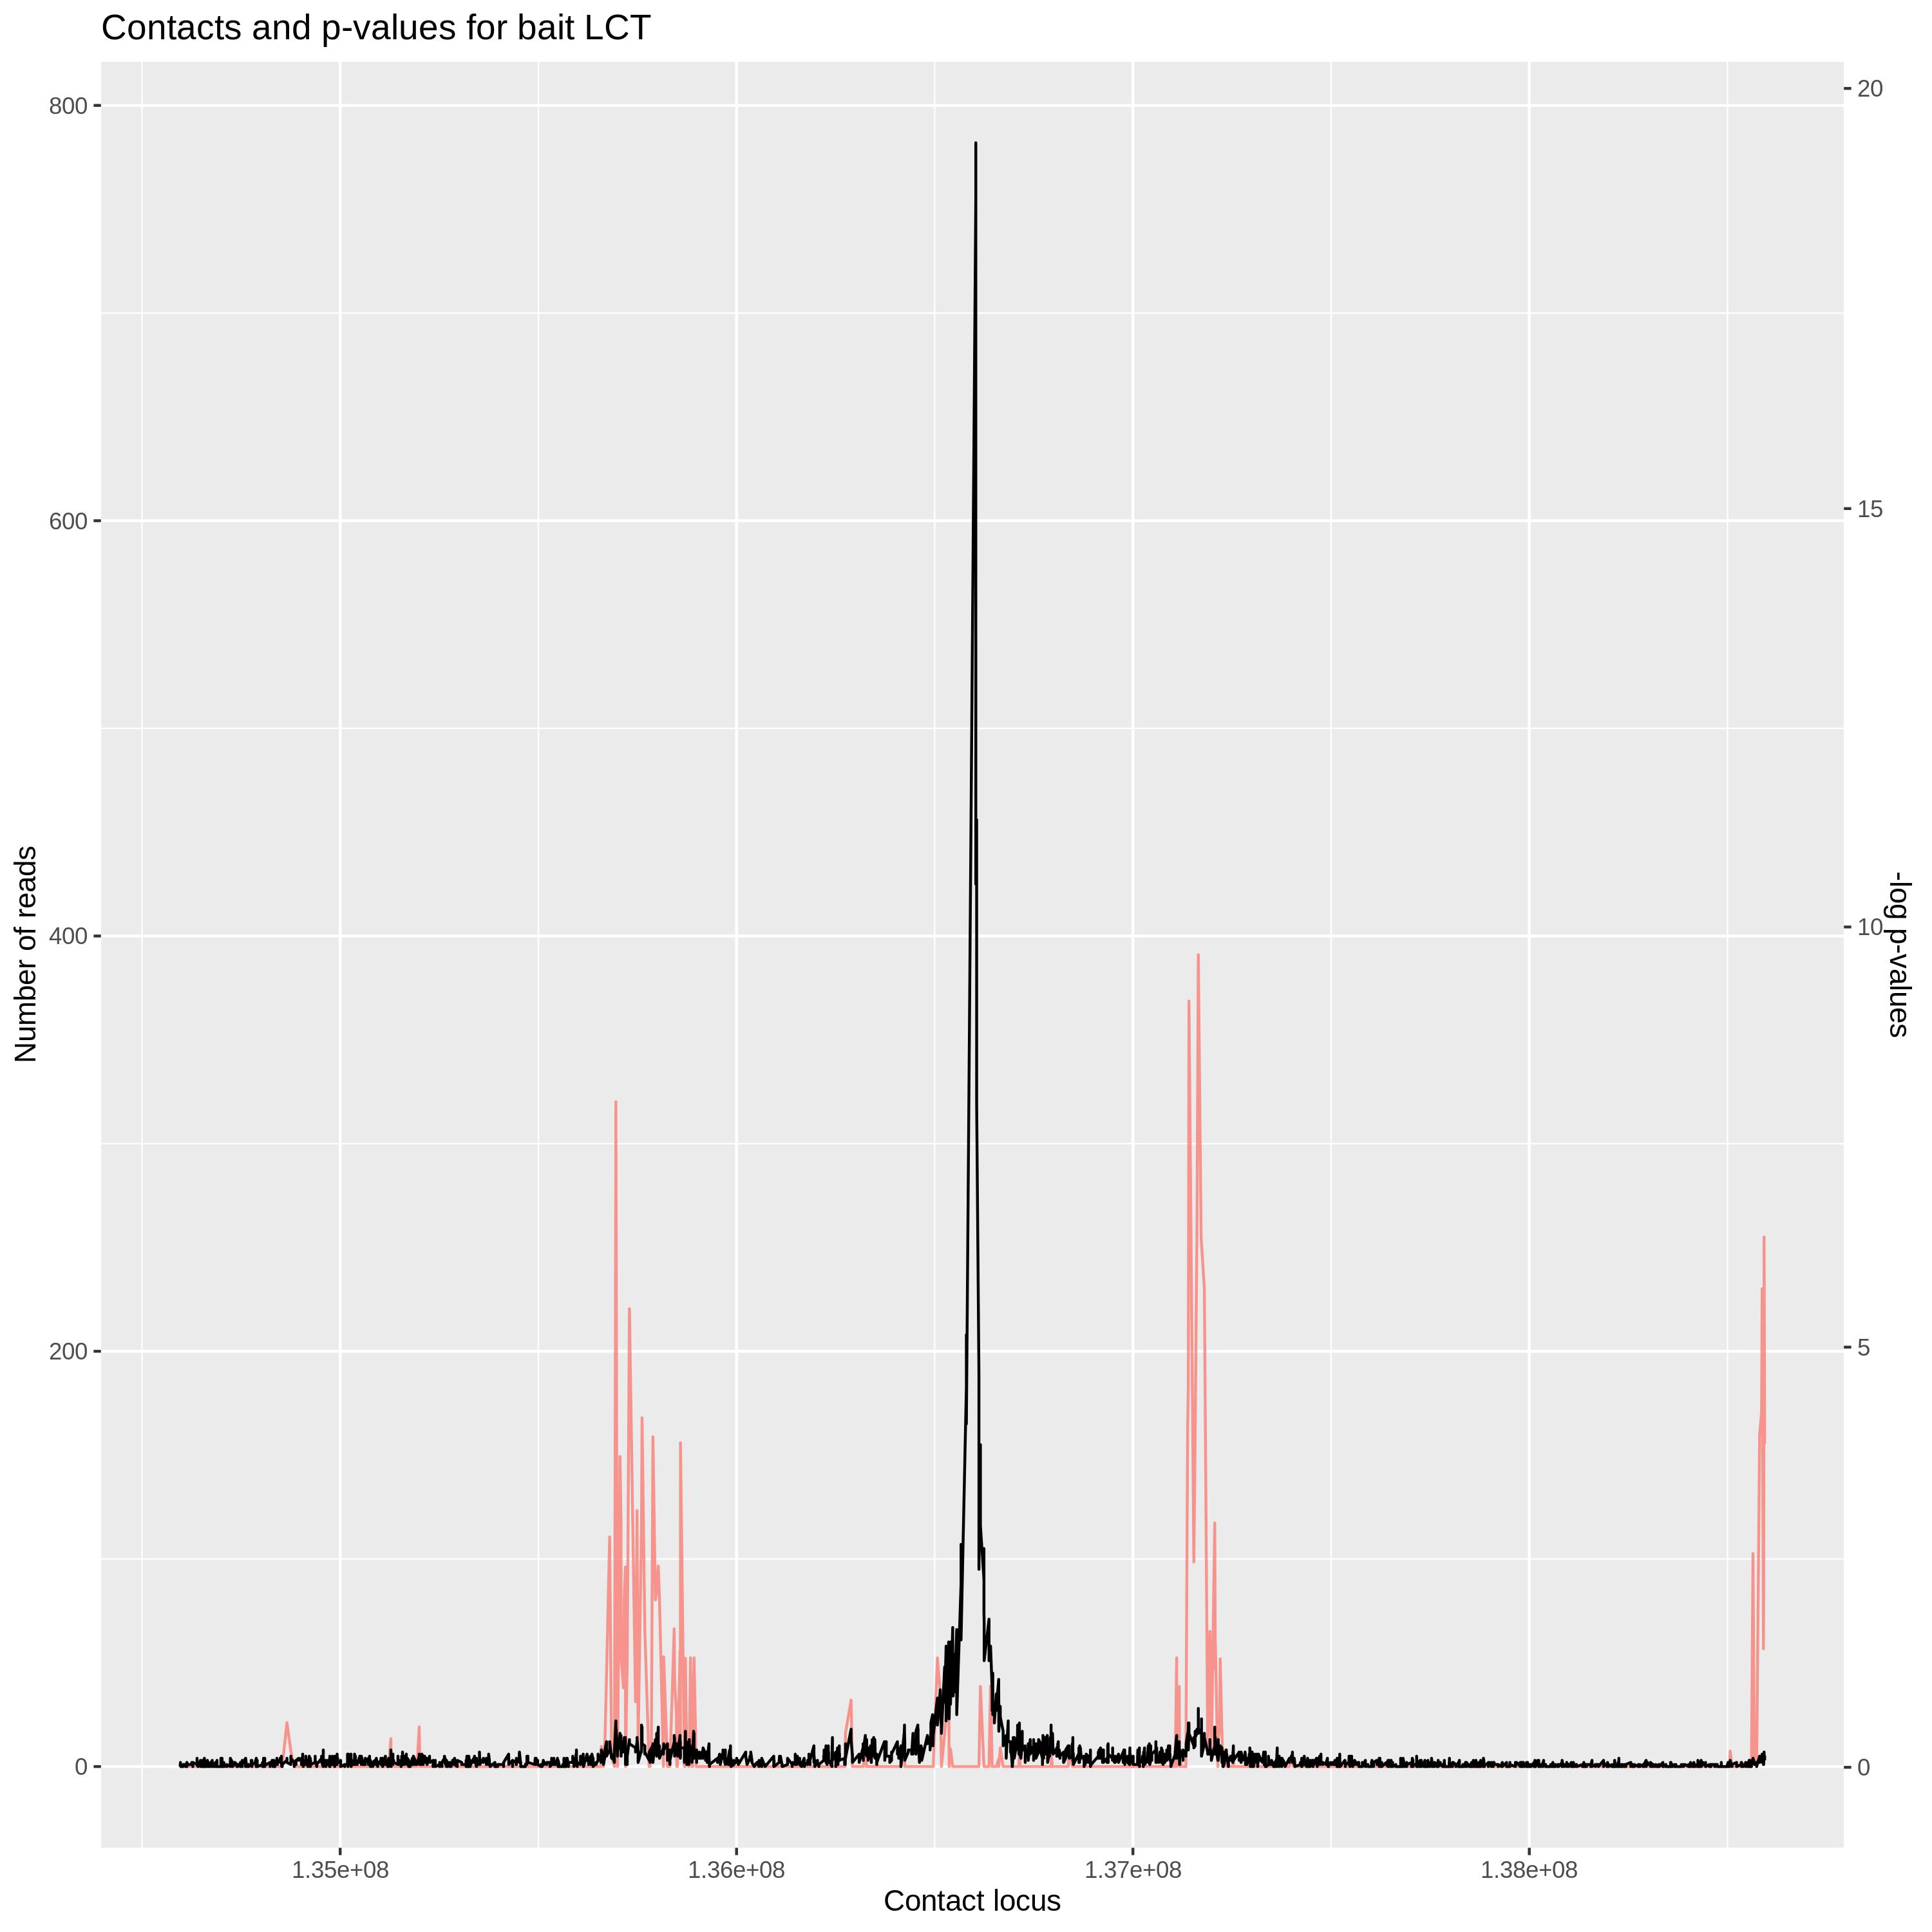 Contacts and p-values for bait LCT
800
600
400
200
0
Number of reads
20
15
10
5
0
-log p-values
1.35e+08
1.36e+08
1.37e+08
1.38e+08
Contact locus